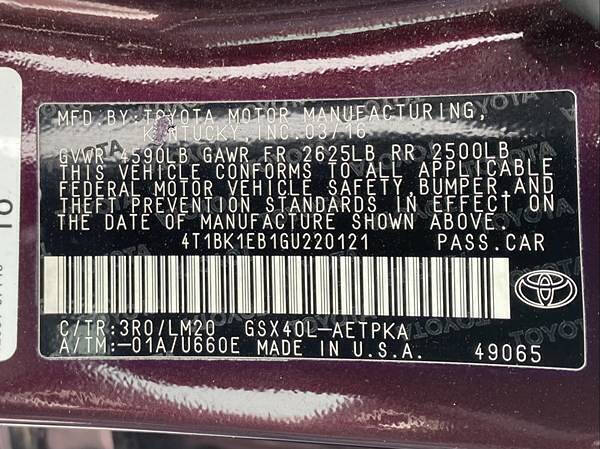 MFD.BY:TOYOTA MOTOR MANUFACTURING,
KENTUCKY,INC.03/16
GVWR 4590LB GAWR FR 2625LB RR 2500LB
THIS VEHICLE CONFORMS TO ALL APPLICABLE
FEDERAL MOTOR VEHICLE SAFETY,BUMPER,AND
THEFT PREVENTION STANDARDS IN EFFECT ON
THE DATE OF MANUFACTURE SHOWN ABOVE.
4T1BK1EB1GU220121 PASS.CAR
C/TR:3R0/LM20 GSX40L-AETPKA
A/TM:-01A/U660E MADE IN U.S.A. 49065
TOYOTA